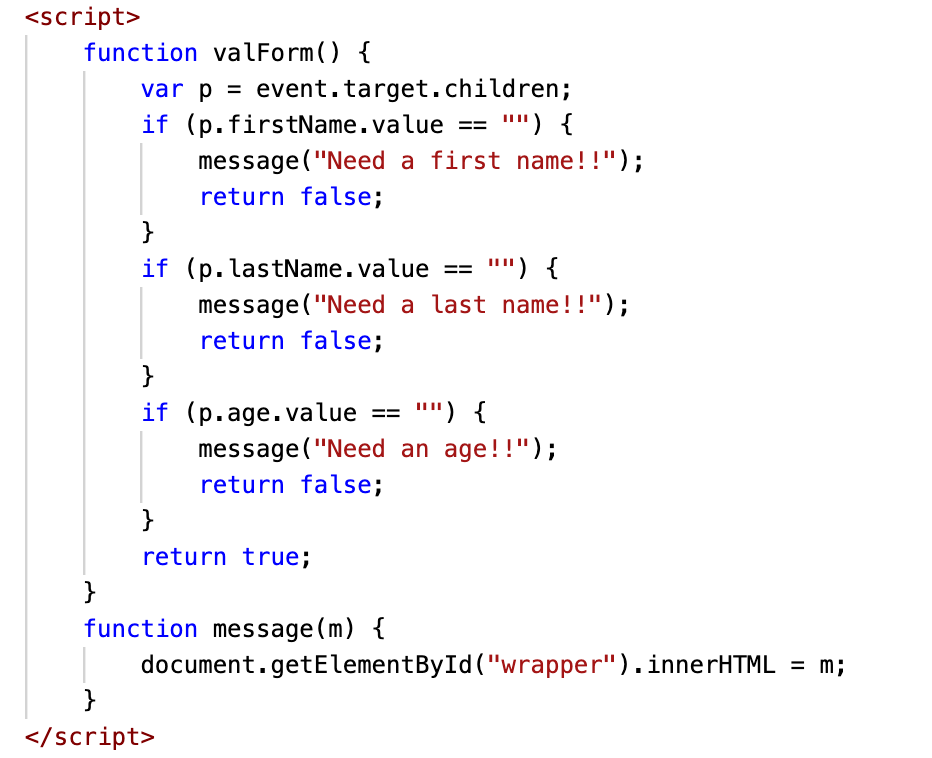 <script>
    function valForm() {
        var p = event.target.children;
        if (p.firstName.value == "") {
            message("Need a first name!!");
            return false;
        }
        if (p.lastName.value == "") {
            message("Need a last name!!");
            return false;
        }
        if (p.age.value == "") {
            message("Need an age!!");
            return false;
        }
        return true;
    }
    function message(m) {
        document.getElementById("wrapper").innerHTML = m;
    }
</script>